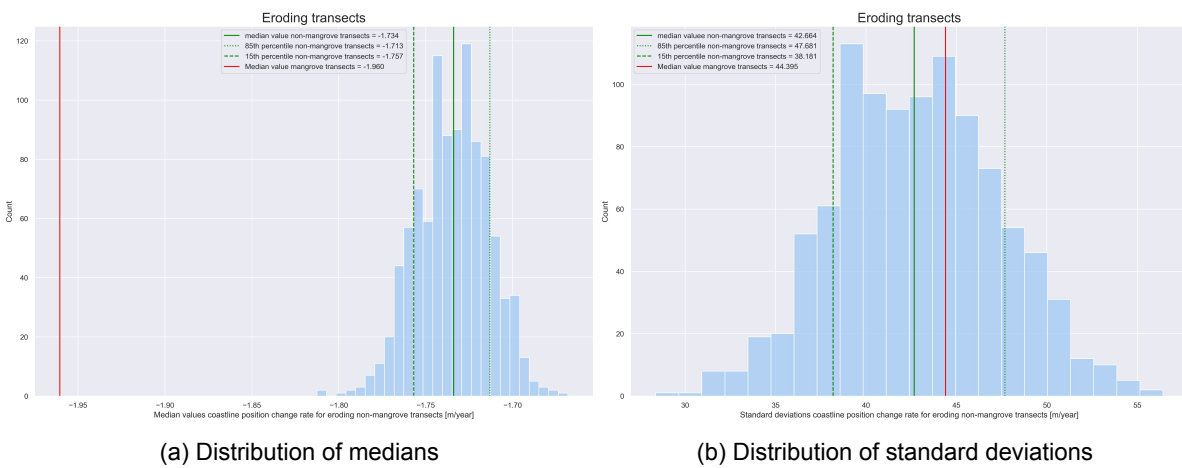 Eroding transects
median value non-mangrove transects = -1.734
85th percentile non-mangrove transects = -1.713
15th percentile non-mangrove transects = -1.757
Median value mangrove transects = -1.960
120
100
80
60
40
20
0
Count
−1.95
−1.90
−1.85
−1.80
−1.75
−1.70
Median values coastline position change rate for eroding non-mangrove transects [m/year]
(a) Distribution of medians
Eroding transects
median valuee non-mangrove transects = 42.664
85th percentile non-mangrove transects = 47.681
15th percentile non-mangrove transects = 38.181
Median value mangrove transects = 44.395
100
80
60
40
20
0
Count
30
35
40
45
50
55
Standard deviations coastline position change rate for eroding non-mangrove transects [m/year]
(b) Distribution of standard deviations